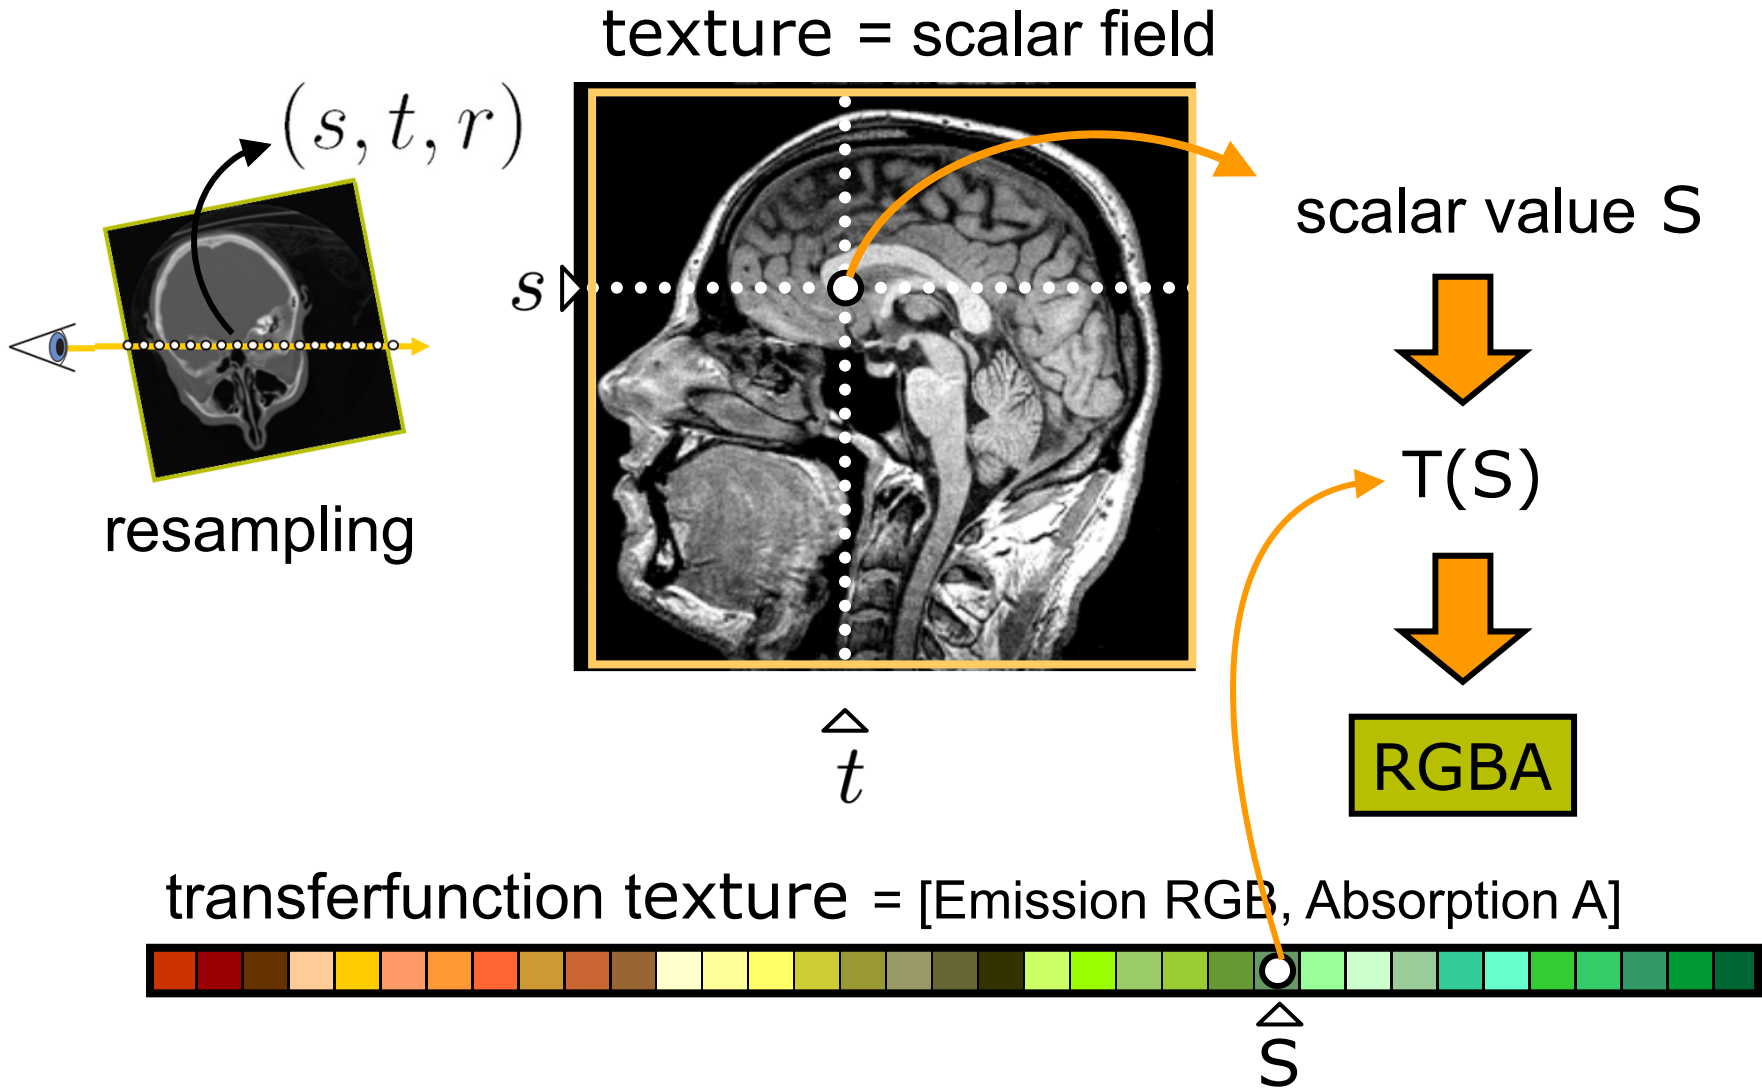 texture = scalar field
(s, t, r)
scalar value S
s
T(S)
resampling
t
RGBA
transferfunction texture = [Emission RGB, Absorption A]
S